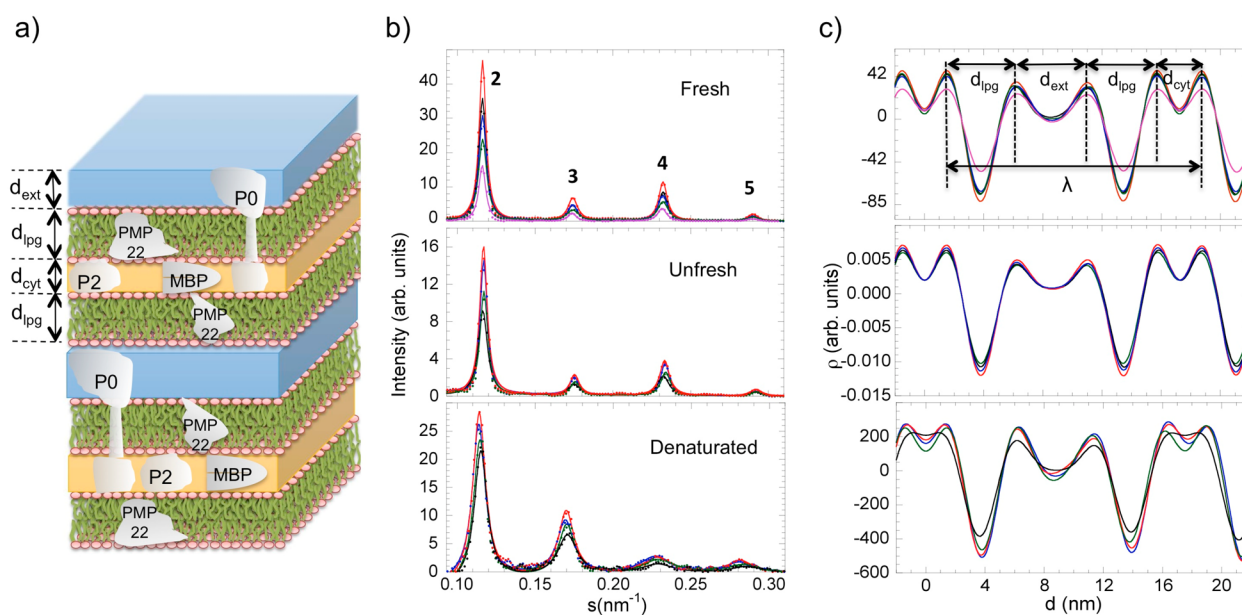 a)
d_ext
d_lpg
d_cyt
d_lpg
P0
PMP
22
P2
MBP
PMP
22
P0
PMP
22
P2
MBP
PMP
22
b)
Intensity (arb. units)
40
30
20
10
0
2
3
4
5
Fresh
16
12
8
4
0
Unfresh
25
20
15
10
5
0
Denaturated
0.10
0.15
0.20
0.25
0.30
s(nm⁻¹)
c)
ρ (arb. units)
42
0
-42
-85
d_lpg
d_ext
d_lpg
d_cyt
λ
0.005
0.000
-0.005
-0.010
-0.015
200
0
-200
-400
-600
0
4
8
12
16
20
d (nm)